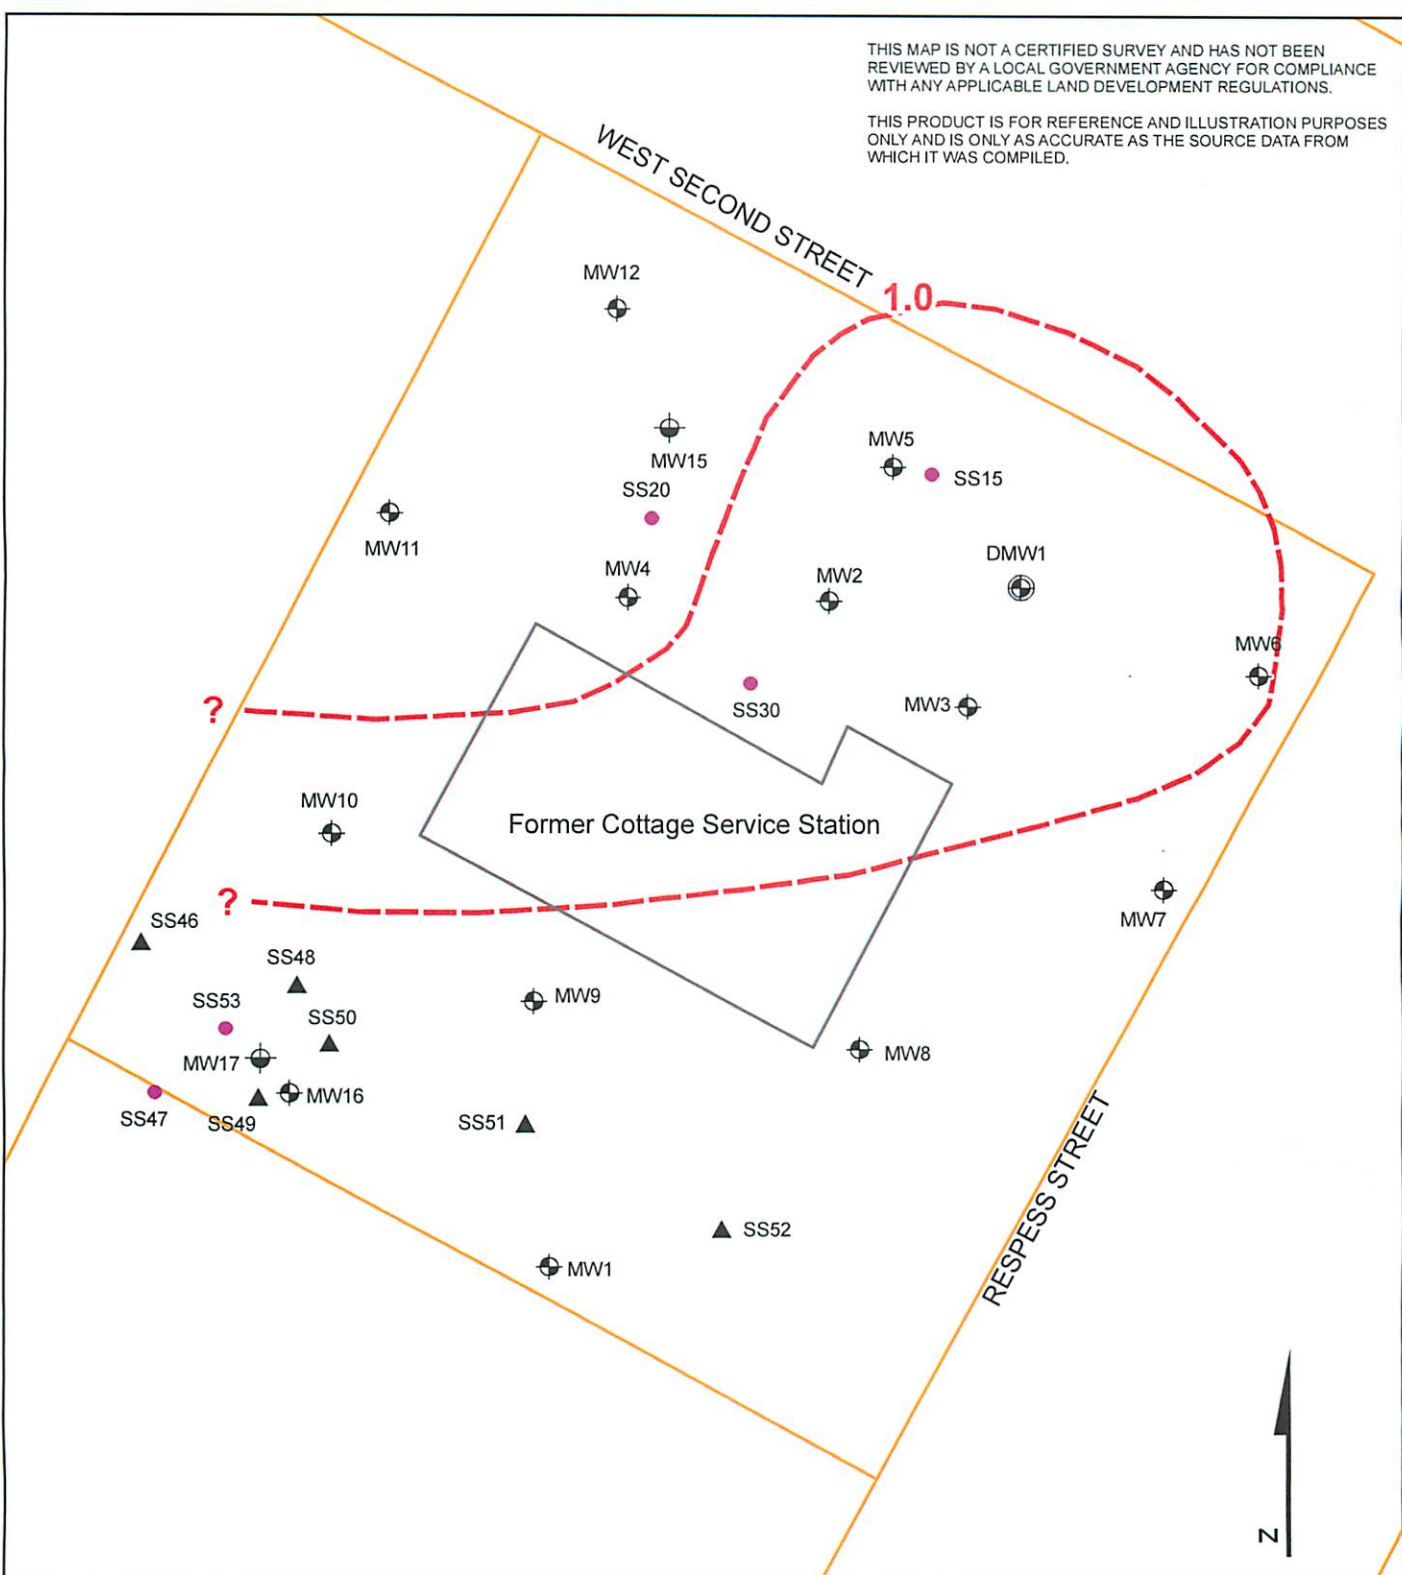 THIS MAP IS NOT A CERTIFIED SURVEY AND HAS NOT BEEN
REVIEWED BY A LOCAL GOVERNMENT AGENCY FOR COMPLIANCE
WITH ANY APPLICABLE LAND DEVELOPMENT REGULATIONS.
THIS PRODUCT IS FOR REFERENCE AND ILLUSTRATION PURPOSES
ONLY AND IS ONLY AS ACCURATE AS THE SOURCE DATA FROM
WHICH IT WAS COMPILED.
WEST SECOND STREET
MW12
1.0
MW5
MW15
SS15
SS20
MW11
DMW1
MW4
MW2
MW6
?
SS30
MW3
MW10
Former Cottage Service Station
?
SS46
MW7
SS48
MW9
SS53
SS50
MW8
MW17
MW16
SS47
SS49
SS51
RESPESS STREET
SS52
MW1
N